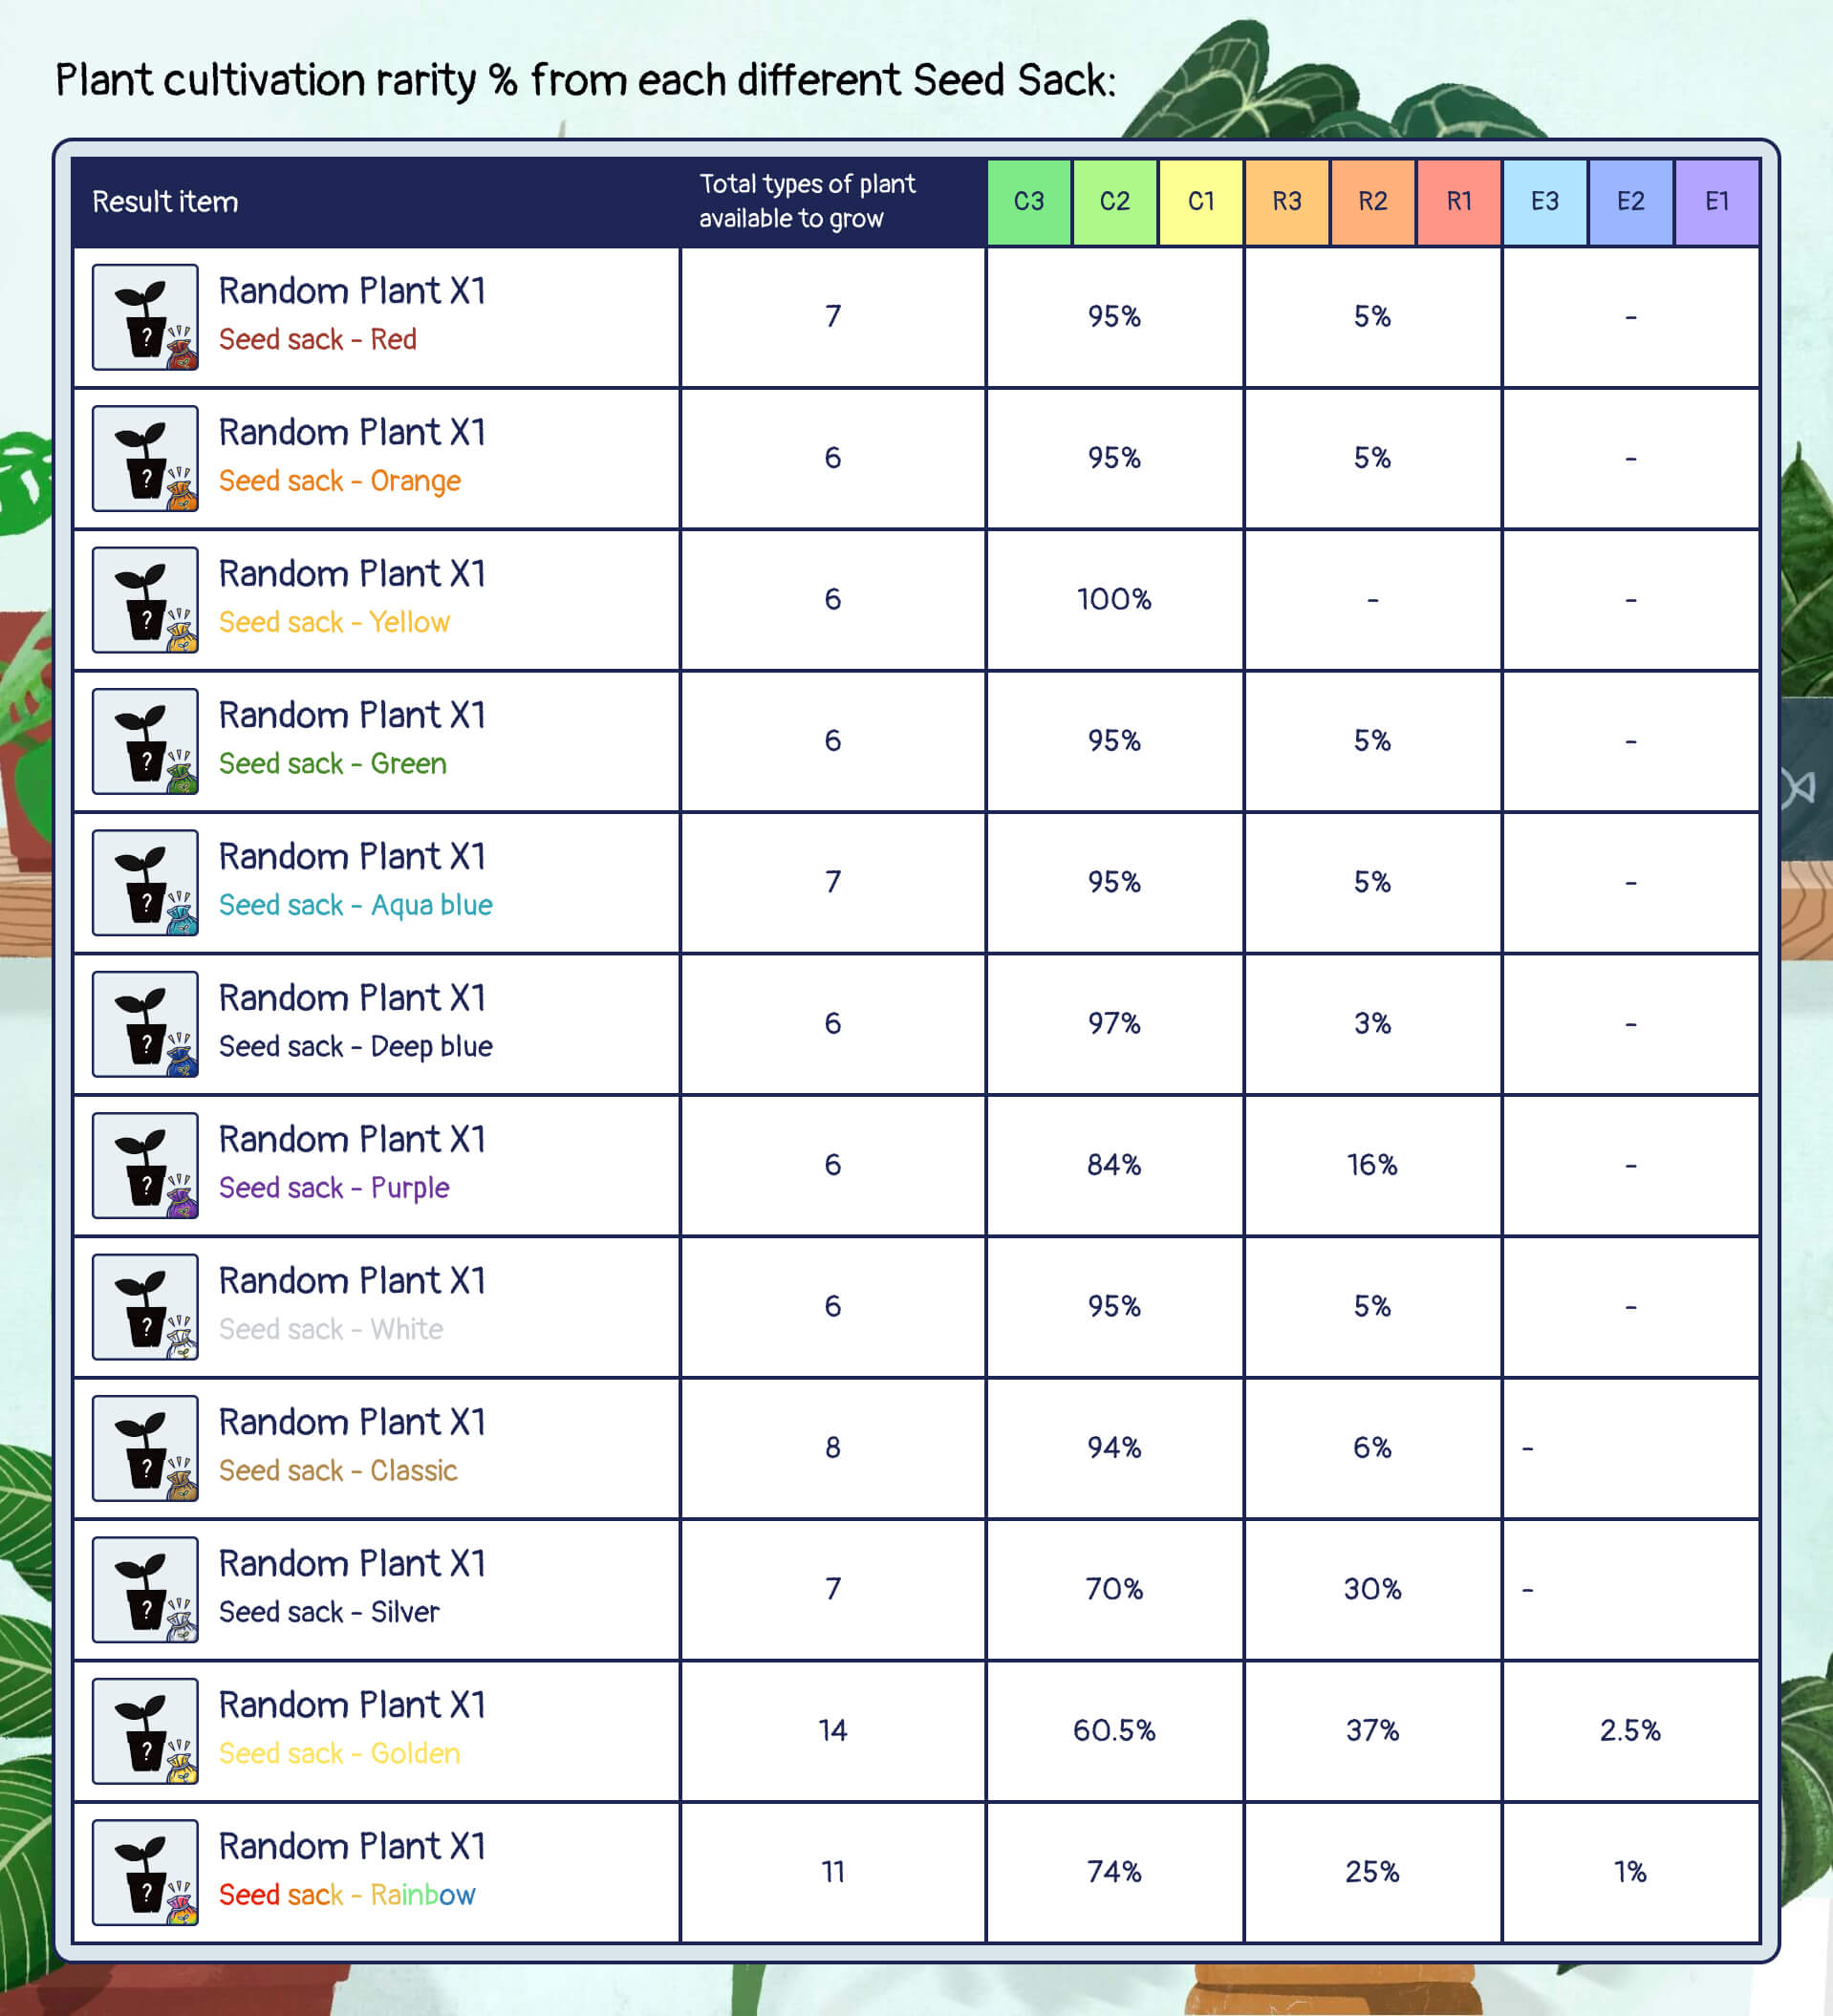 Plant cultivation rarity % from each different Seed Sack:
Result item
Total types of plant
available to grow
C3 C2 C1 R3 R2 R1 E3 E2 E1
?
Random Plant X1
Seed sack - Red
7 95% 5% -
?
Random Plant X1
Seed sack - Orange
6 95% 5% -
?
Random Plant X1
Seed sack - Yellow
6 100% - -
?
Random Plant X1
Seed sack - Green
6 95% 5% -
?
Random Plant X1
Seed sack - Aqua blue
7 95% 5% -
?
Random Plant X1
Seed sack - Deep blue
6 97% 3% -
?
Random Plant X1
Seed sack - Purple
6 84% 16% -
?
Random Plant X1
Seed sack - White
6 95% 5% -
?
Random Plant X1
Seed sack - Classic
8 94% 6% -
?
Random Plant X1
Seed sack - Silver
7 70% 30% -
?
Random Plant X1
Seed sack - Golden
14 60.5% 37% 2.5%
?
Random Plant X1
Seed sack - Rainbow
11 74% 25% 1%